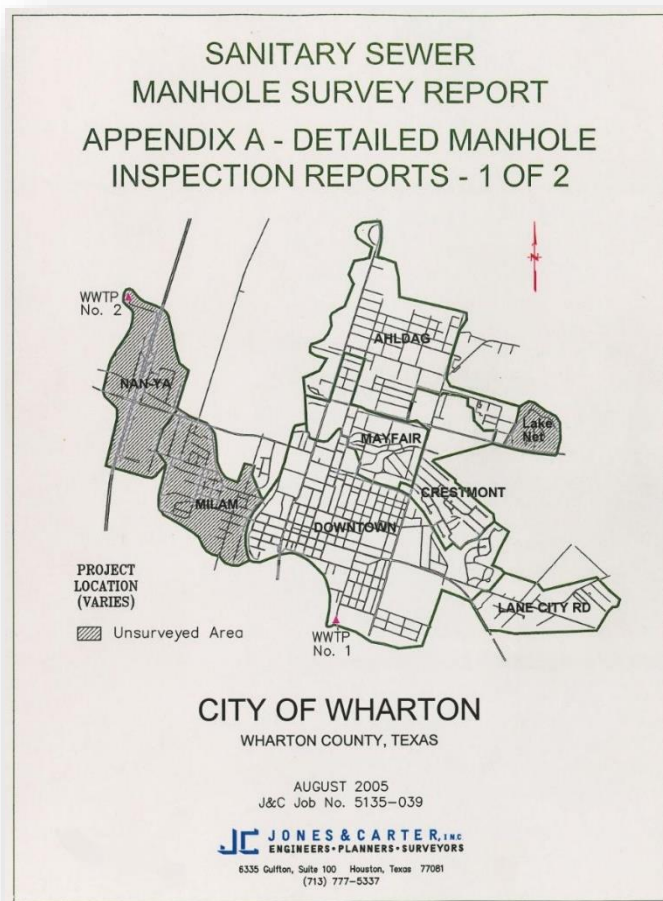 SANITARY SEWER
MANHOLE SURVEY REPORT
APPENDIX A - DETAILED MANHOLE
INSPECTION REPORTS - 1 OF 2
N
WWTP
No. 2
AHLDAG
NAN-YA
Lake
Net
MAYFAIR
CRESTMONT
MILAM
DOWNTOWN
PROJECT
LOCATION
(VARIES)
LANE CITY RD
Unsurveyed Area
WWTP
No. 1
CITY OF WHARTON
WHARTON COUNTY, TEXAS
AUGUST 2005
J&C Job No. 5135-039
JC JONES & CARTER, INC
ENGINEERS•PLANNERS•SURVEYORS
6335 Gulfton, Suite 100 Houston, Texas 77081
(713) 777-5337